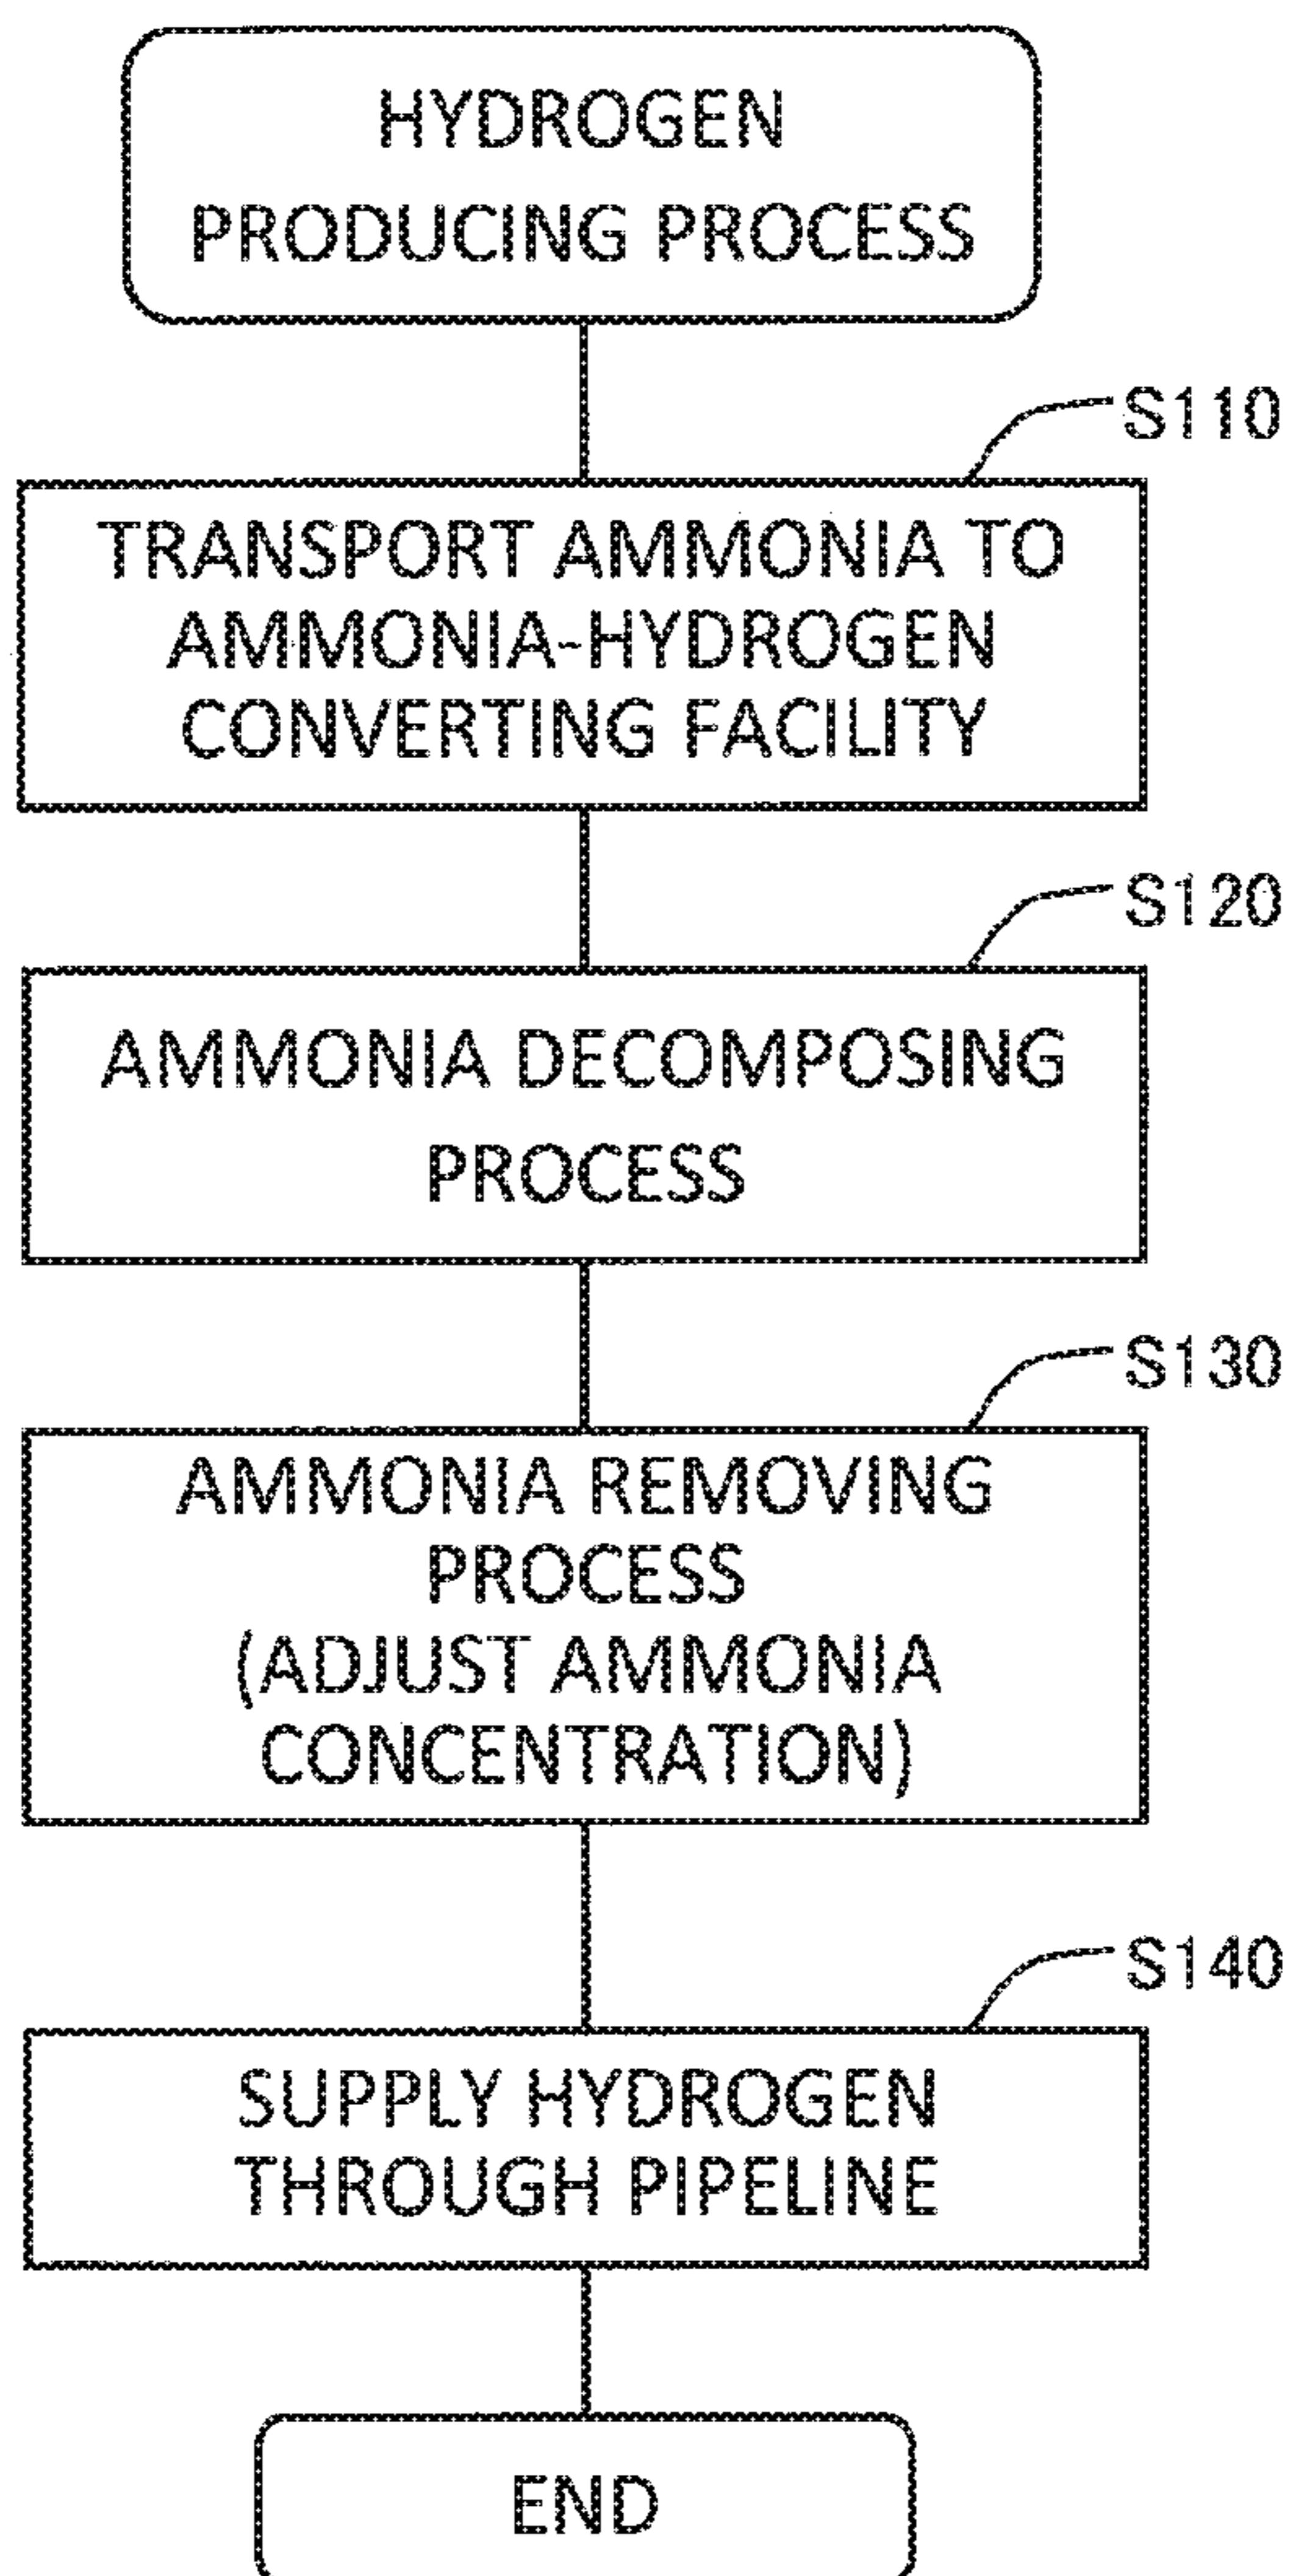 HYDROGEN
PRODUCING PROCESS
S110
TRANSPORT AMMONIA TO
AMMONIA-HYDROGEN
CONVERTING FACILITY
S120
AMMONIA DECOMPOSING
PROCESS
S130
AMMONIA REMOVING
PROCESS
(ADJUST AMMONIA
CONCENTRATION)
S140
SUPPLY HYDROGEN
THROUGH PIPELINE
END